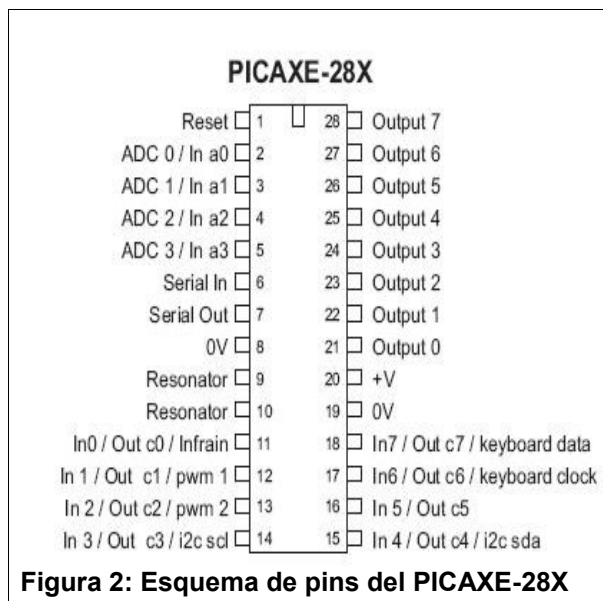 PICAXE-28X
Reset 1 28 Output 7
ADC 0 / In a0 2 27 Output 6
ADC 1 / In a1 3 26 Output 5
ADC 2 / In a2 4 25 Output 4
ADC 3 / In a3 5 24 Output 3
Serial In 6 23 Output 2
Serial Out 7 22 Output 1
0V 8 21 Output 0
Resonator 9 20 +V
Resonator 10 19 0V
In0 / Out c0 / Infrain 11 18 In7 / Out c7 / keyboard data
In 1 / Out c1 / pwm 1 12 17 In6 / Out c6 / keyboard clock
In 2 / Out c2 / pwm 2 13 16 In 5 / Out c5
In 3 / Out c3 / i2c scl 14 15 In 4 / Out c4 / i2c sda
Figura 2: Esquema de pins del PICAXE-28X